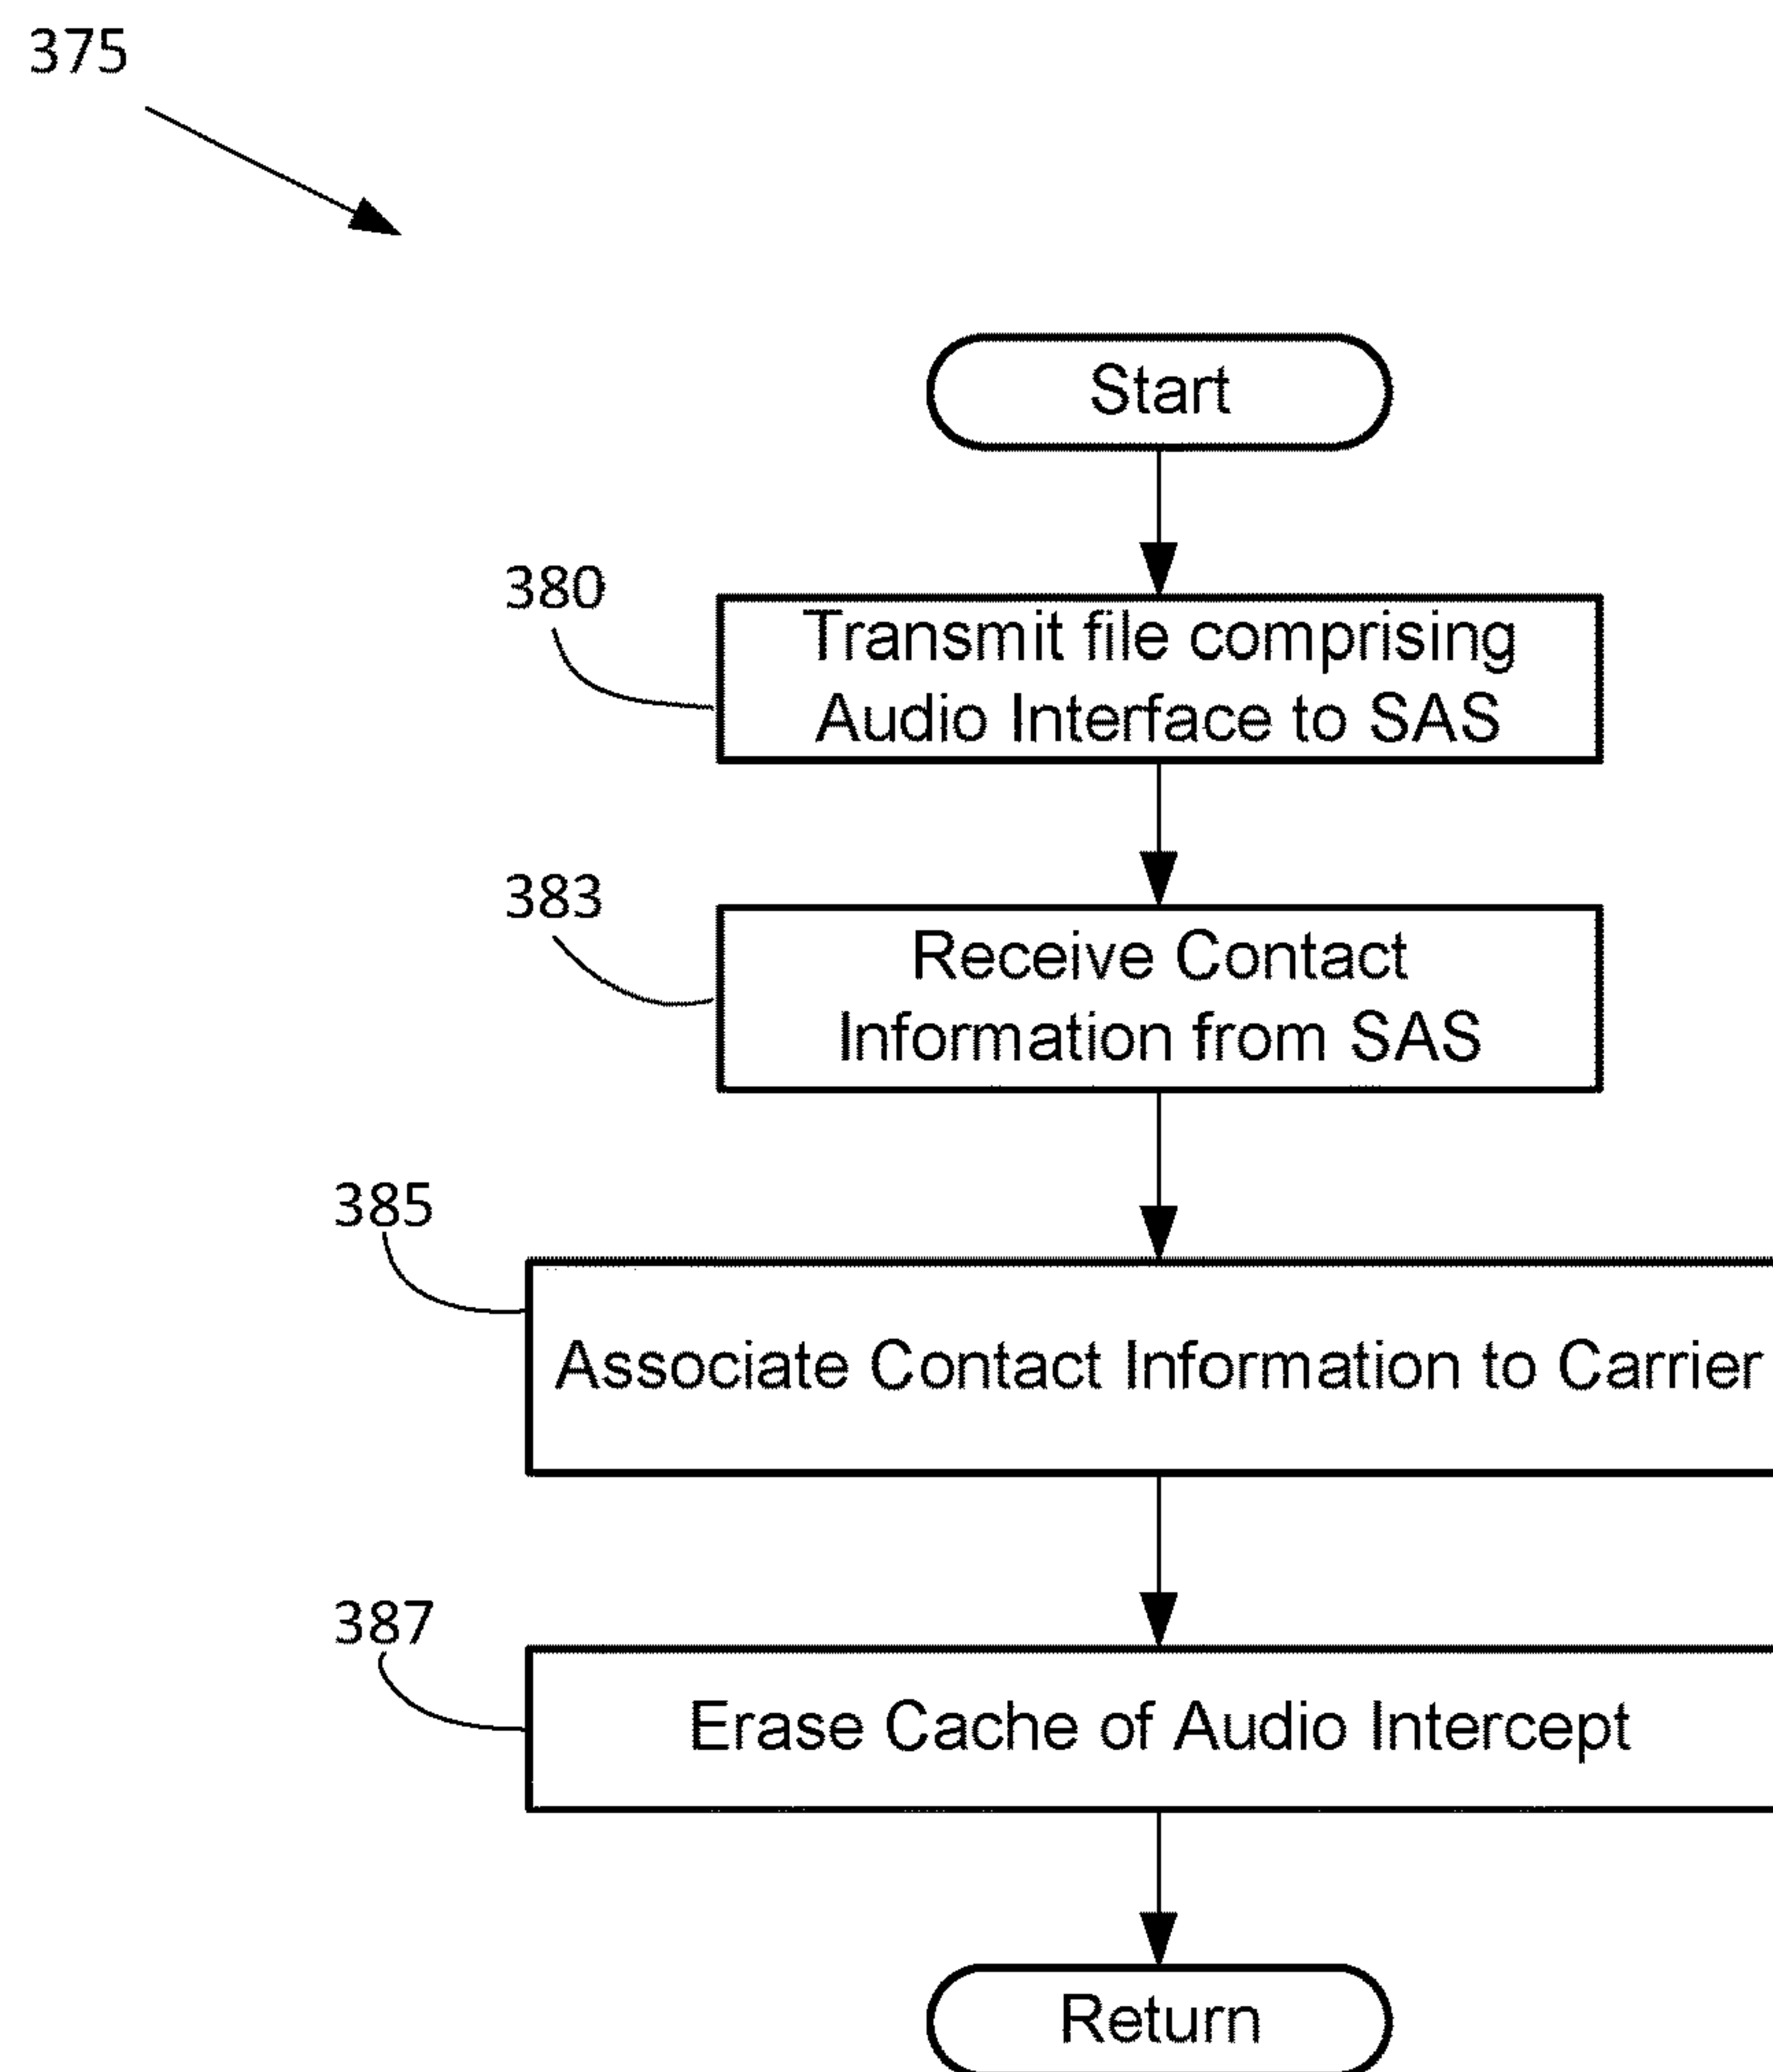 375
Start
380
Transmit file comprising
Audio Interface to SAS
383
Receive Contact
Information from SAS
385
Associate Contact Information to Carrier
387
Erase Cache of Audio Intercept
Return